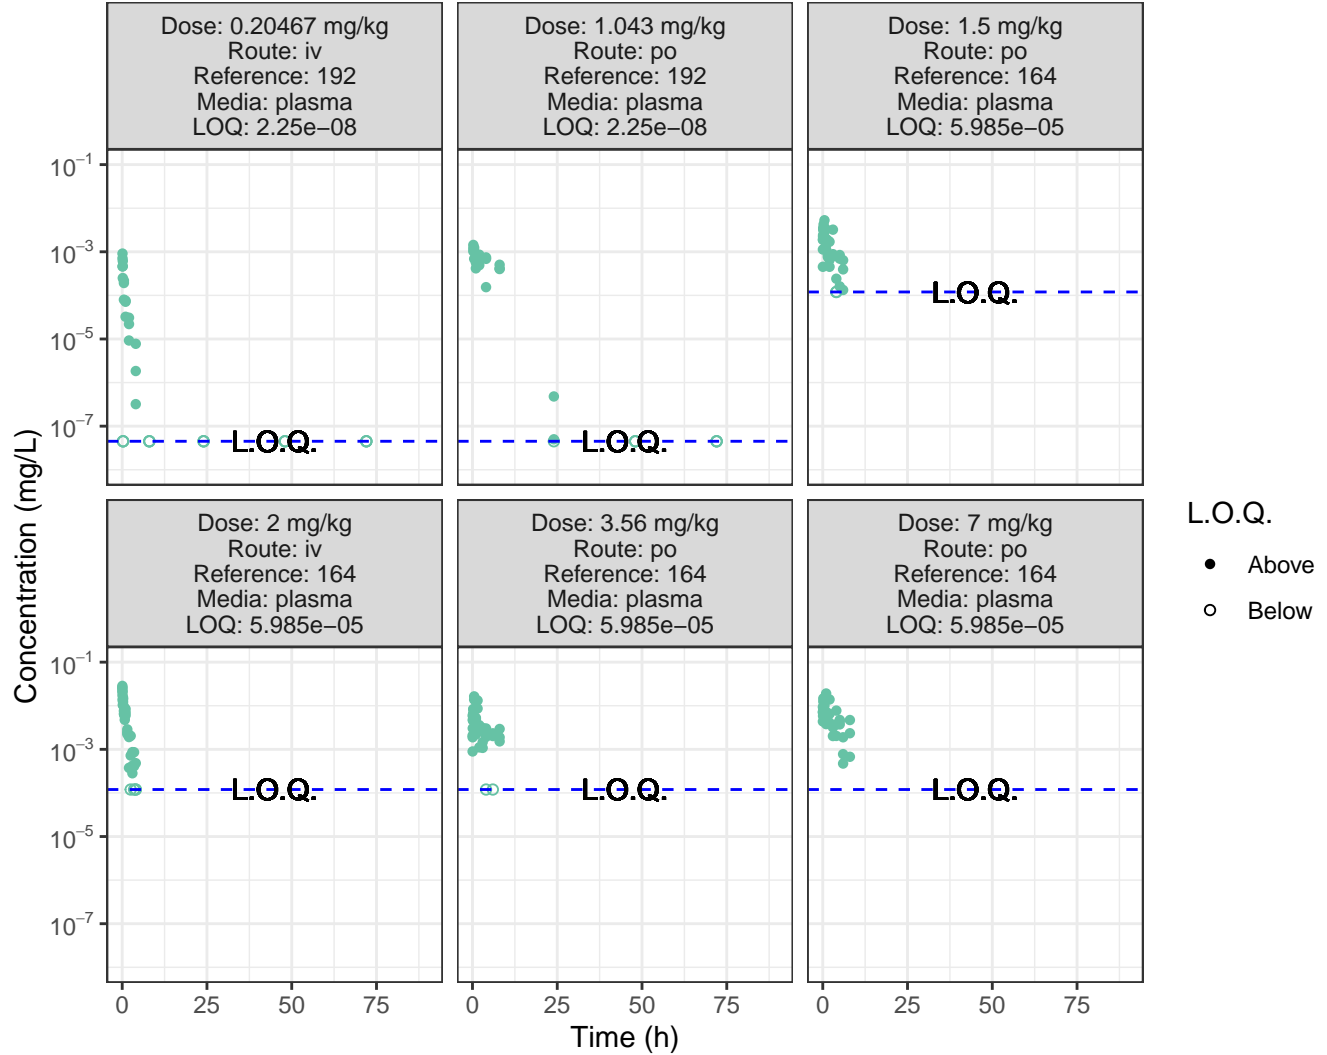 Dose: 0.20467 mg/kg
Route: iv
Reference: 192
Media: plasma
LOQ: 2.25e−08
Dose: 1.043 mg/kg
Route: po
Reference: 192
Media: plasma
LOQ: 2.25e−08
Dose: 1.5 mg/kg
Route: po
Reference: 164
Media: plasma
LOQ: 5.985e−05
10⁻¹
10⁻³
10⁻⁵
10⁻⁷
L.O.Q.
L.O.Q.
L.O.Q.
Dose: 2 mg/kg
Route: iv
Reference: 164
Media: plasma
LOQ: 5.985e−05
Dose: 3.56 mg/kg
Route: po
Reference: 164
Media: plasma
LOQ: 5.985e−05
Dose: 7 mg/kg
Route: po
Reference: 164
Media: plasma
LOQ: 5.985e−05
10⁻¹
10⁻³
10⁻⁵
10⁻⁷
L.O.Q.
L.O.Q.
L.O.Q.
0 25 50 75
0 25 50 75
0 25 50 75
Time (h)
Concentration (mg/L)
L.O.Q.
Above
Below